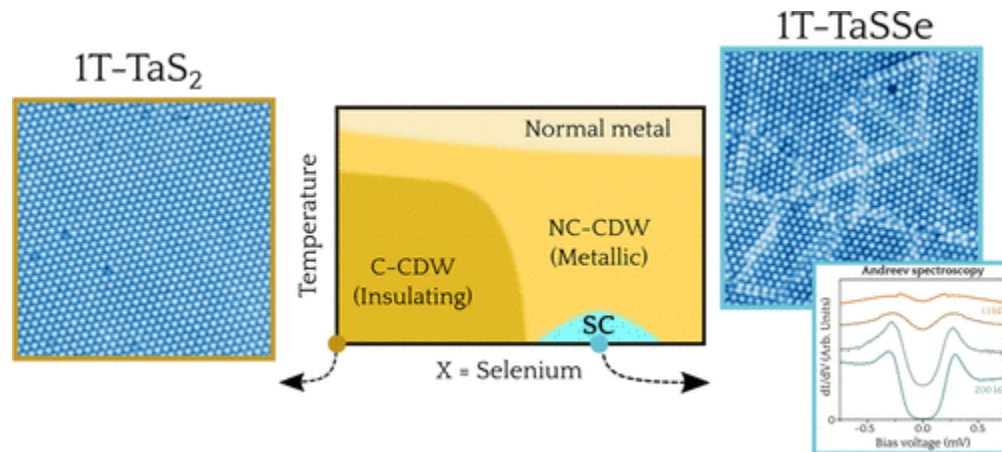 1T-TaS₂
1T-TaSSe
Normal metal
Temperature
NC-CDW
(Metallic)
C-CDW
(Insulating)
SC
X = Selenium
Andreev spectroscopy
dI/dV (Arb. Units)
0
-0.5
0.0
0.5
Bias voltage (mV)